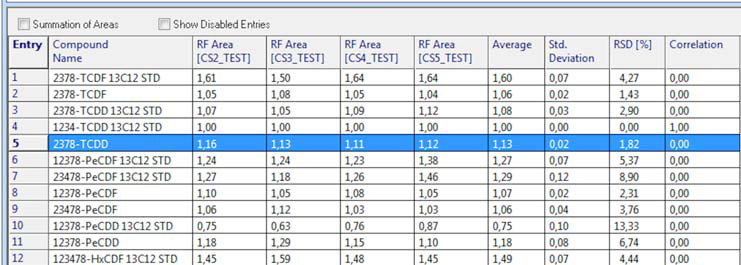 Summation of Areas Show Disabled Entries
Entry Compound Name RF Area [CS2_TEST] RF Area [CS3_TEST] RF Area [CS4_TEST] RF Area [CS5_TEST] Average Std. Deviation RSD [%] Correlation
1 2378-TCDF 13C12 STD 1,61 1,50 1,64 1,64 1,60 0,07 4,27 0,00
2 2378-TCDF 1,05 1,08 1,05 1,04 1,06 0,02 1,43 0,00
3 2378-TCDD 13C12 STD 1,07 1,05 1,09 1,12 1,08 0,03 2,90 0,00
4 1234-TCDD 13C12 STD 1,00 1,00 1,00 1,00 1,00 0,00 0,00 1,00
5 2378-TCDD 1,16 1,13 1,11 1,12 1,13 0,02 1,82 0,00
6 12378-PeCDF 13C12 STD 1,24 1,24 1,23 1,38 1,27 0,07 5,37 0,00
7 23478-PeCDF 13C12 STD 1,27 1,18 1,26 1,46 1,29 0,12 8,90 0,00
8 12378-PeCDF 1,10 1,05 1,08 1,05 1,07 0,02 2,31 0,00
9 23478-PeCDF 1,06 1,12 1,03 1,03 1,06 0,04 3,76 0,00
10 12378-PeCDD 13C12 STD 0,75 0,63 0,76 0,87 0,75 0,10 13,33 0,00
11 12378-PeCDD 1,18 1,29 1,15 1,10 1,18 0,08 6,74 0,00
12 123478-HxCDF 13C12 STD 1,45 1,59 1,48 1,45 1,49 0,07 4,44 0,00